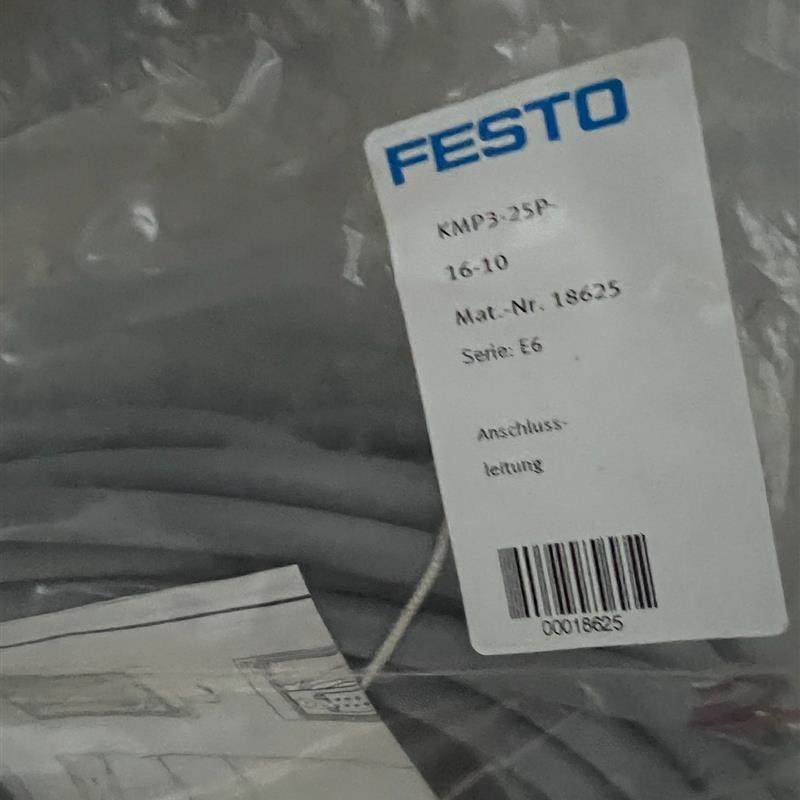 FESTO
KMP3-25P-
16-10
Mat.-Nr. 18625
Serie: E6
Anschluss-
leitung
00018625